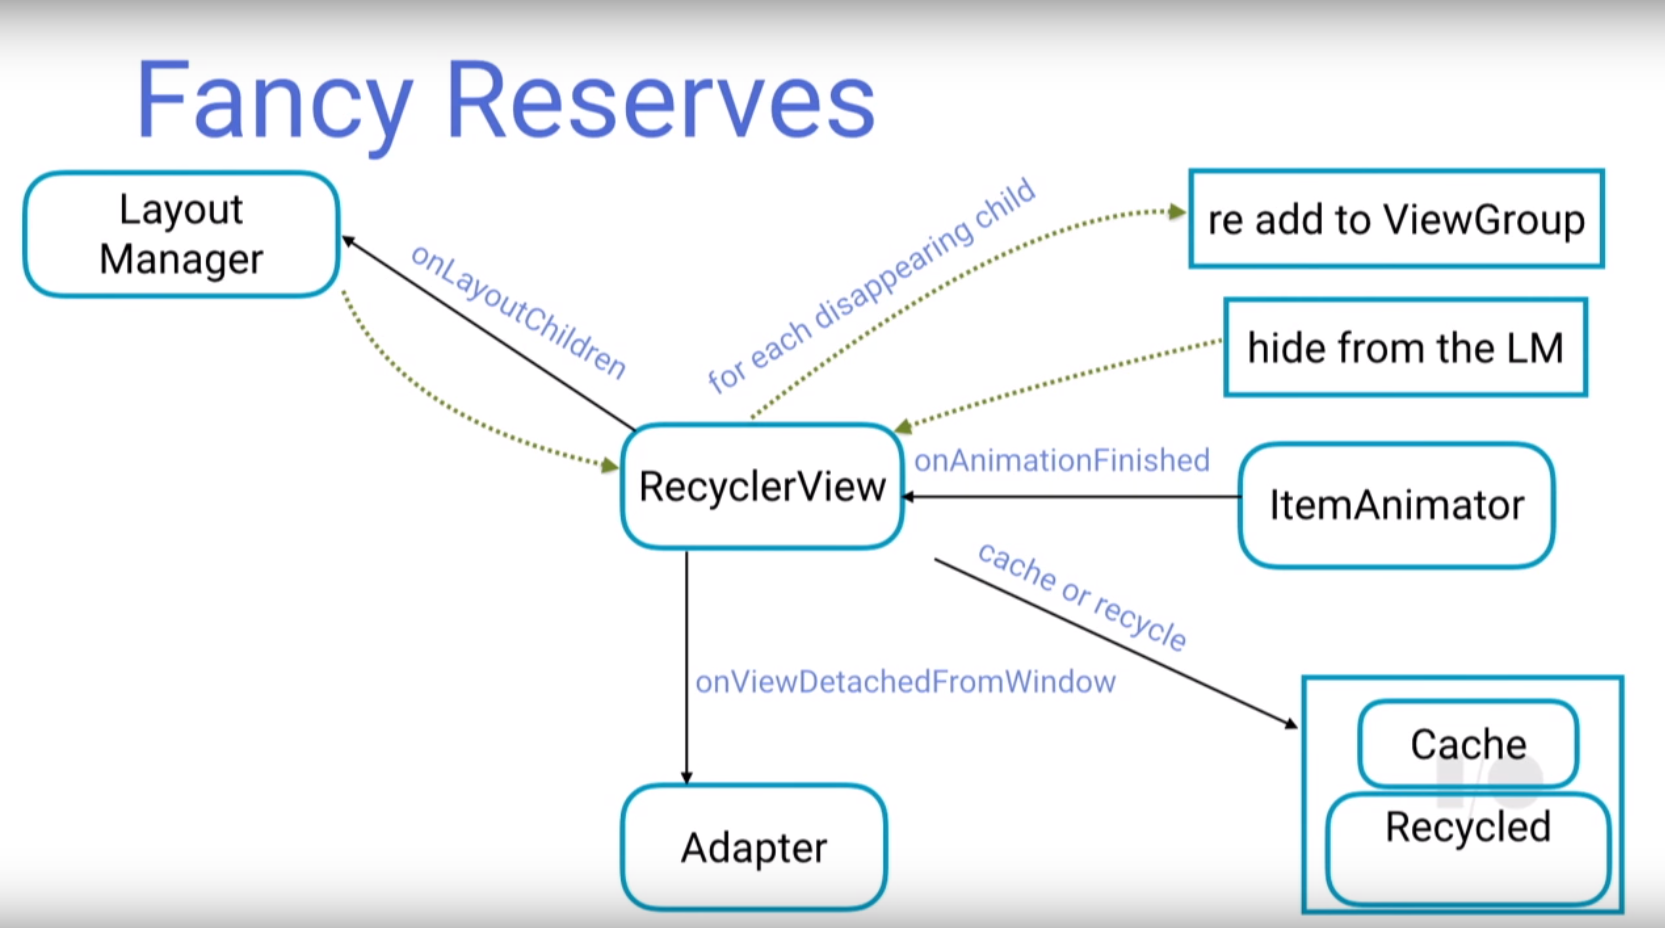 Fancy Reserves
Layout
Manager
onLayoutChildren
for each disappearing child
re add to ViewGroup
hide from the LM
RecyclerView
onAnimationFinished
ItemAnimator
cache or recycle
onViewDetachedFromWindow
Adapter
Cache
Recycled
I/O